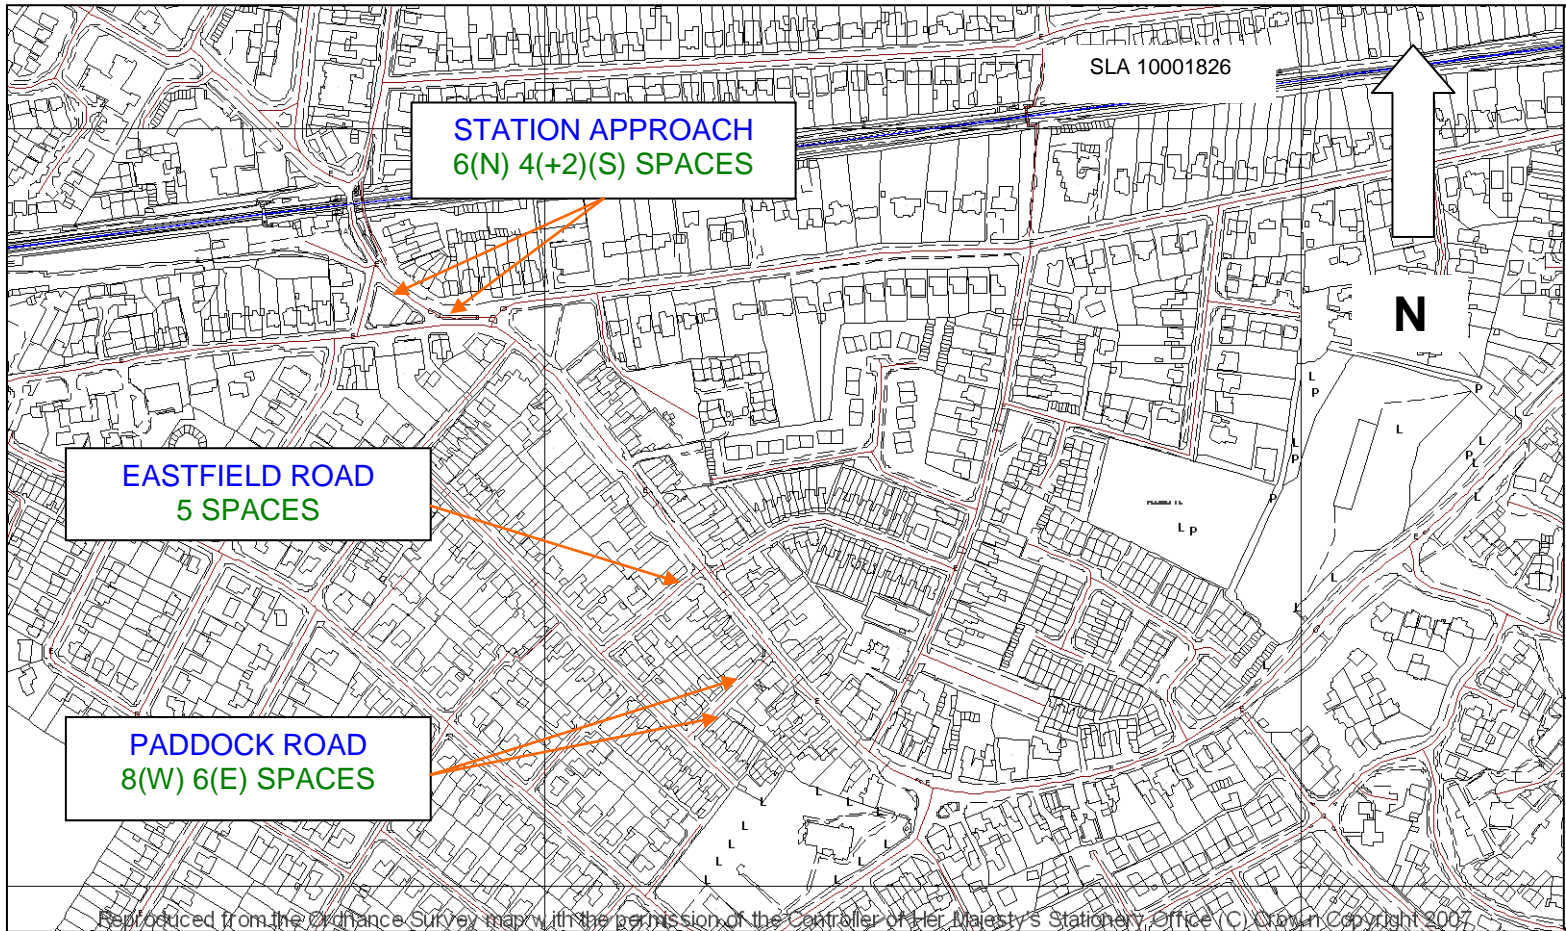 SLA 10001826
STATION APPROACH
6(N) 4(+2)(S) SPACES
N
EASTFIELD ROAD
5 SPACES
PADDOCK ROAD
8(W) 6(E) SPACES
Reproduced from the Ordnance Survey map with the permission of the Controller of Her Majesty's Stationery Office (C) Crown Copyright 2007